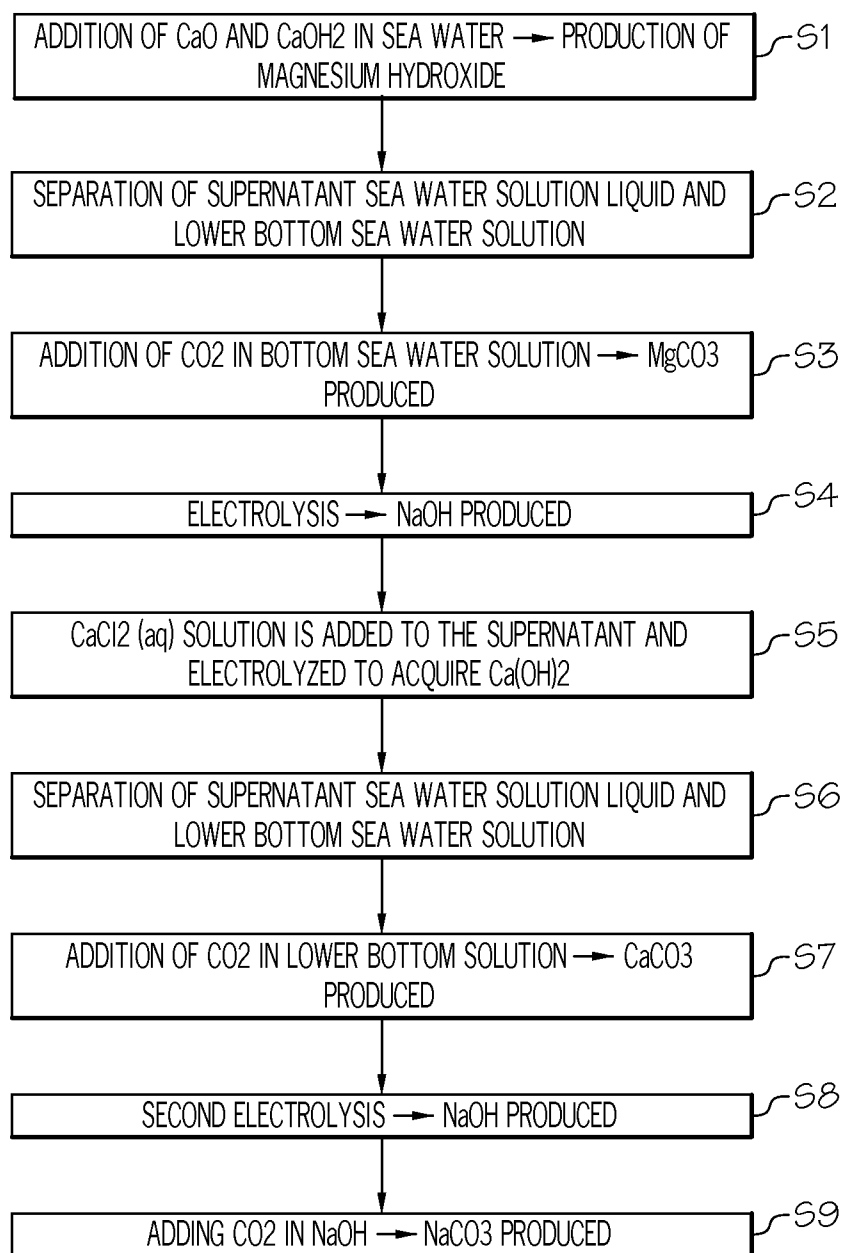 ADDITION OF CaO AND CaOH2 IN SEA WATER → PRODUCTION OF
MAGNESIUM HYDROXIDE
S1
SEPARATION OF SUPERNATANT SEA WATER SOLUTION LIQUID AND
LOWER BOTTOM SEA WATER SOLUTION
S2
ADDITION OF CO2 IN BOTTOM SEA WATER SOLUTION → MgCO3
PRODUCED
S3
ELECTROLYSIS → NaOH PRODUCED
S4
CaCl2 (aq) SOLUTION IS ADDED TO THE SUPERNATANT AND
ELECTROLYZED TO ACQUIRE Ca(OH)2
S5
SEPARATION OF SUPERNATANT SEA WATER SOLUTION LIQUID AND
LOWER BOTTOM SEA WATER SOLUTION
S6
ADDITION OF CO2 IN LOWER BOTTOM SOLUTION → CaCO3
PRODUCED
S7
SECOND ELECTROLYSIS → NaOH PRODUCED
S8
ADDING CO2 IN NaOH → NaCO3 PRODUCED
S9